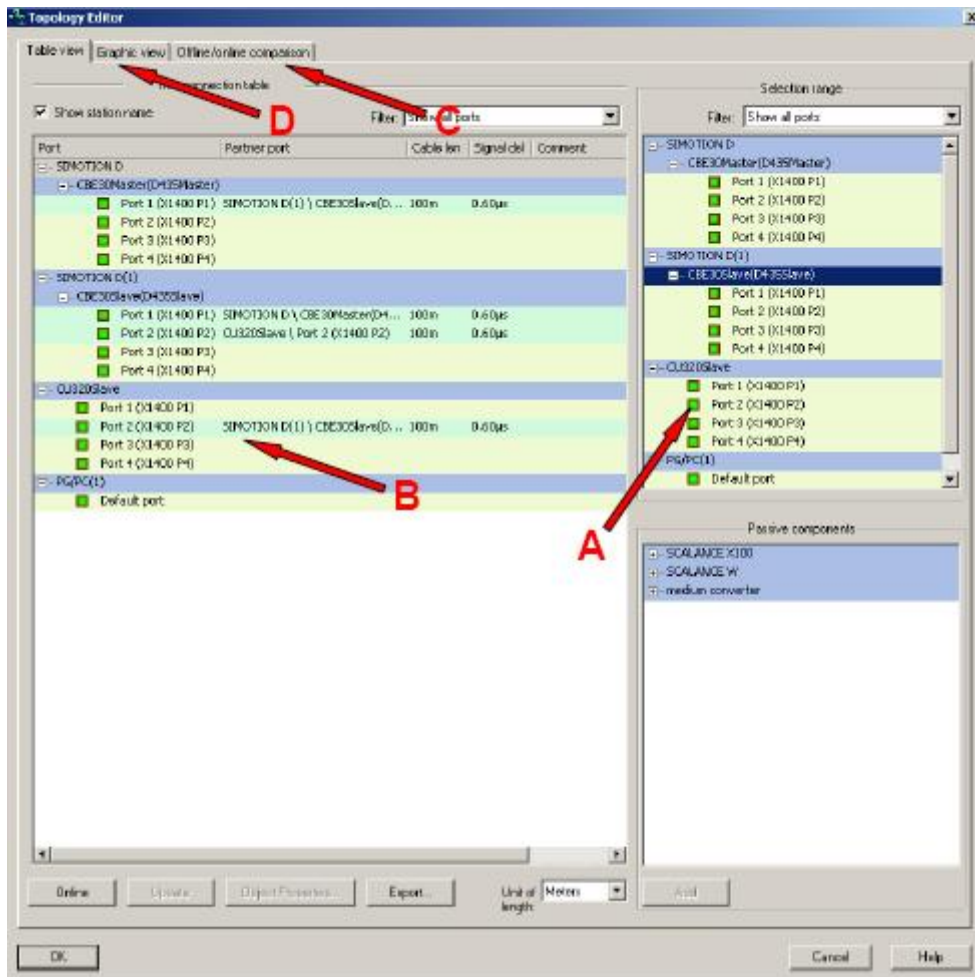 Topology Editor
Table view Graphic view Offline/online comparison
connection table
Show station name
Filter: Show all ports
Port Partner port Cable len Signal del Comment
SIMOTION D
CBE30Master(D435Master)
Port 1 (X1400 P1) SIMOTION D(1) \ CBE30Slave(D... 100m 0.60µs
Port 2 (X1400 P2)
Port 3 (X1400 P3)
Port 4 (X1400 P4)
SIMOTION D(1)
CBE30Slave(D435Slave)
Port 1 (X1400 P1) SIMOTION D \ CBE30Master(D4... 100m 0.60µs
Port 2 (X1400 P2) CU320Slave \ Port 2 (X1400 P2) 100m 0.60µs
Port 3 (X1400 P3)
Port 4 (X1400 P4)
CU320Slave
Port 1 (X1400 P1)
Port 2 (X1400 P2) SIMOTION D(1) \ CBE30Slave(D... 100m 0.60µs
Port 3 (X1400 P3)
Port 4 (X1400 P4)
PG/PC(1)
Default port
Selection range
Filter: Show all ports
SIMOTION D
CBE30Master(D435Master)
Port 1 (X1400 P1)
Port 2 (X1400 P2)
Port 3 (X1400 P3)
Port 4 (X1400 P4)
SIMOTION D(1)
CBE30Slave(D435Slave)
Port 1 (X1400 P1)
Port 2 (X1400 P2)
Port 3 (X1400 P3)
Port 4 (X1400 P4)
CU320Slave
Port 1 (X1400 P1)
Port 2 (X1400 P2)
Port 3 (X1400 P3)
Port 4 (X1400 P4)
PG/PC(1)
Default port
Passive components
SCALANCE X100
SCALANCE W
medium converter
D
C
B
A
Online Update Object Properties... Export... Unit of length: Meters Add
OK Cancel Help